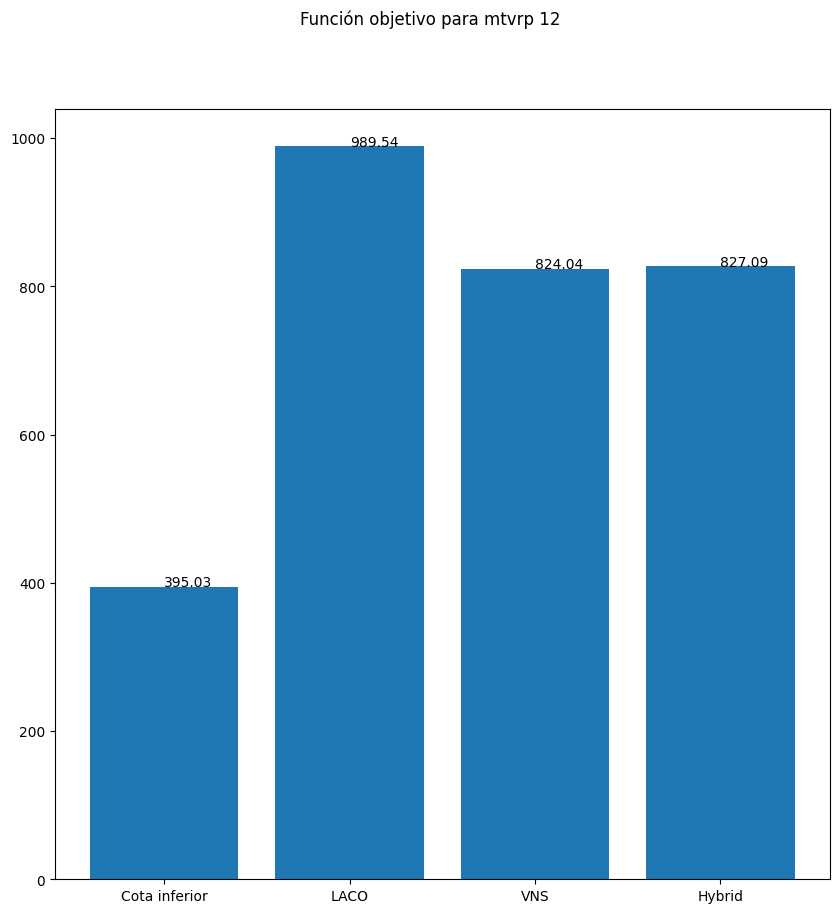 Función objetivo para mtvrp 12
1000
800
600
400
200
0
989.54
824.04
827.09
395.03
Cota inferior
LACO
VNS
Hybrid